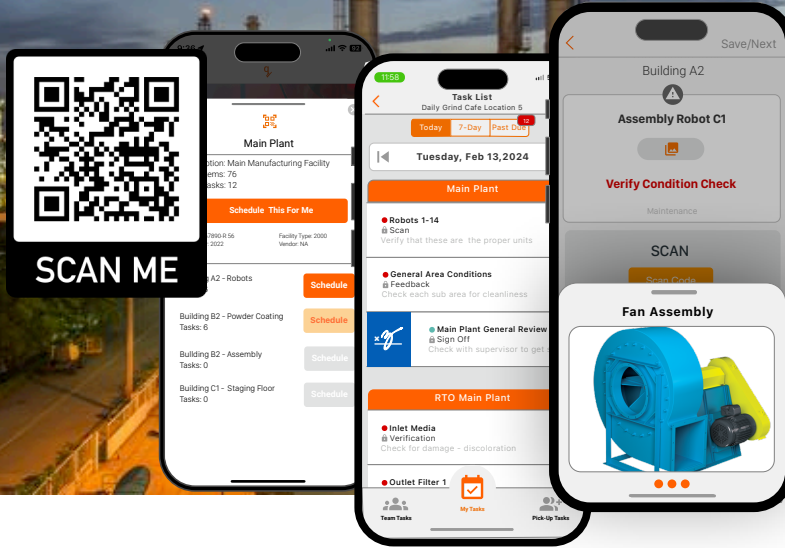 SCAN ME
9:26
92
Main Plant
ption: Main Manufacturing Facility
ems: 76
asks: 12
Schedule This For Me
7890-R 56
: 2022
Facility Type: 2000
Vendor: NA
g A2 - Robots
Schedule
Building B2 - Powder Coating
Tasks: 6
Schedule
Building B2 - Assembly
Tasks: 0
Schedule
Building C1 - Staging Floor
Tasks: 0
Schedule
11:58
Task List
Daily Grind Cafe Location 5
Today
7-Day
Past Due
12
Tuesday, Feb 13,2024
Main Plant
Robots 1-14
Scan
Verify that these are the proper units
General Area Conditions
Feedback
Check each sub area for cleanliness
Main Plant General Review
Sign Off
Check with supervisor to get
RTO Main Plant
Inlet Media
Verification
Check for damage - discoloration
Outlet Filter 1
Team Tasks
My Tasks
Pick-Up Tasks
Save/Next
Building A2
Assembly Robot C1
Verify Condition Check
Maintenance
SCAN
Scan Code
Fan Assembly